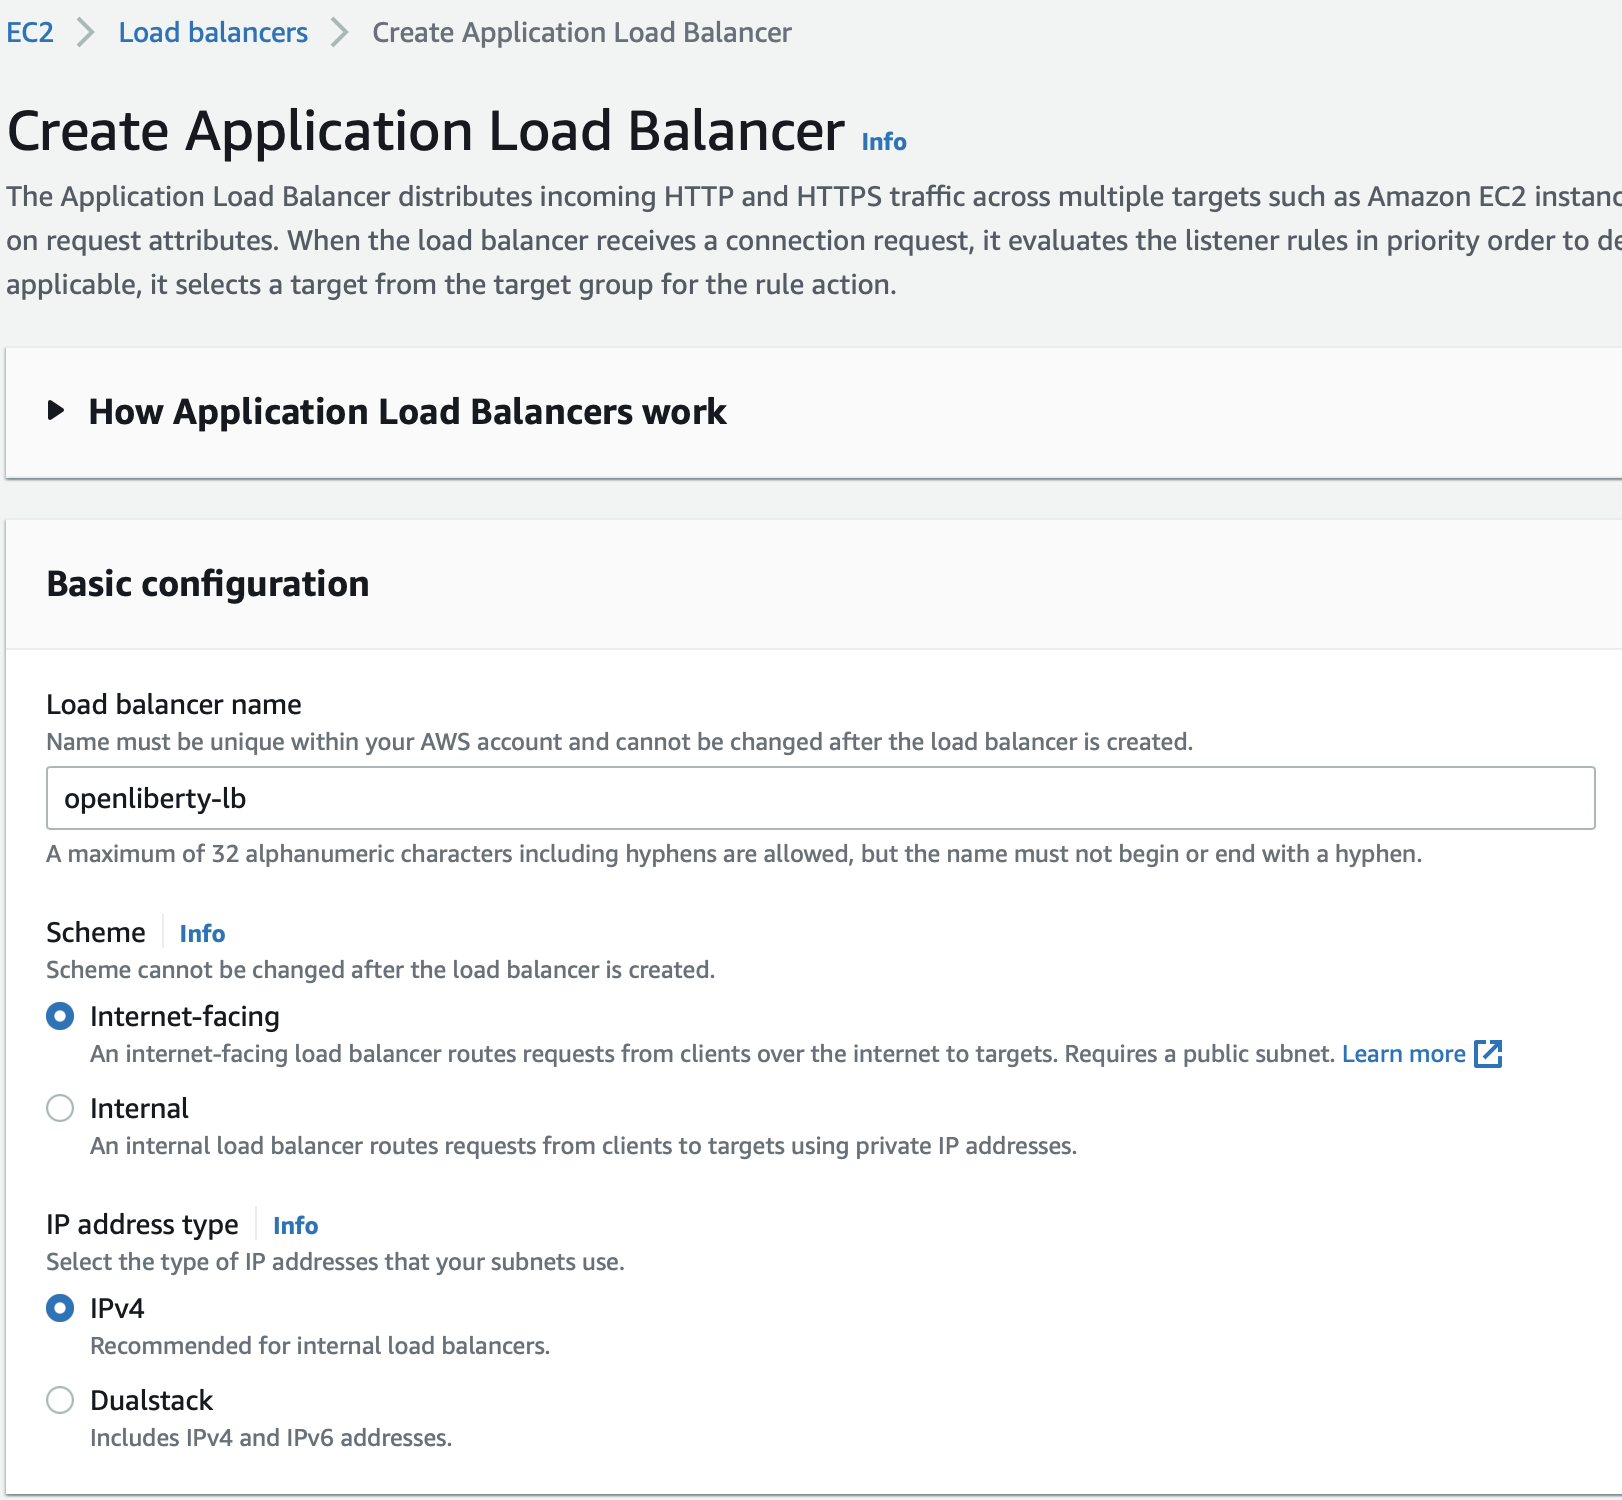 EC2 > Load balancers > Create Application Load Balancer
Create Application Load Balancer Info
The Application Load Balancer distributes incoming HTTP and HTTPS traffic across multiple targets such as Amazon EC2
on request attributes. When the load balancer receives a connection request, it evaluates the listener rules in priority order to
applicable, it selects a target from the target group for the rule action.
How Application Load Balancers work
Basic configuration
Load balancer name
Name must be unique within your AWS account and cannot be changed after the load balancer is created.
openliberty-lb
A maximum of 32 alphanumeric characters including hyphens are allowed, but the name must not begin or end with a hyphen.
Scheme Info
Scheme cannot be changed after the load balancer is created.
Internet-facing
An internet-facing load balancer routes requests from clients over the internet to targets. Requires a public subnet. Learn more
Internal
An internal load balancer routes requests from clients to targets using private IP addresses.
IP address type Info
Select the type of IP addresses that your subnets use.
IPv4
Recommended for internal load balancers.
Dualstack
Includes IPv4 and IPv6 addresses.